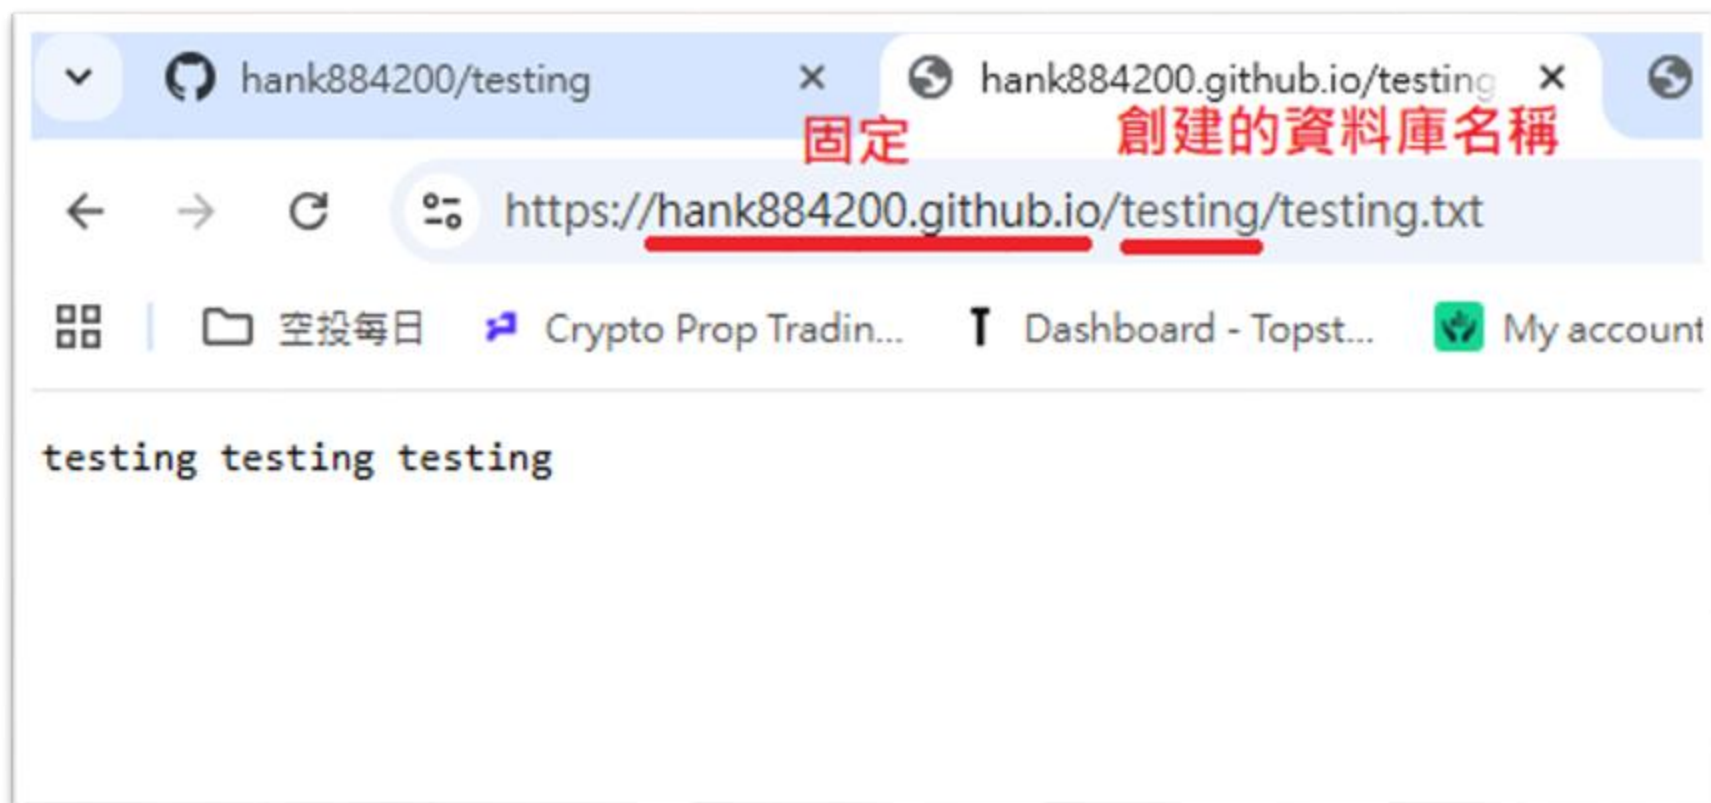 hank884200/testing
hank884200.github.io/testing
固定
創建的資料庫名稱
https://hank884200.github.io/testing/testing.txt
空投每日 Crypto Prop Tradin... Dashboard - Topst... My account
testing testing testing